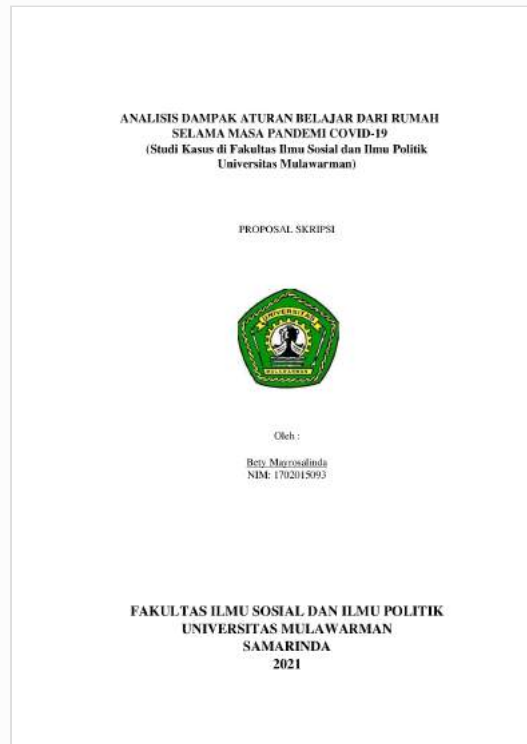 ANALISIS DAMPAK ATURAN BELAJAR DARI RUMAH
SELAMA MASA PANDEMI COVID-19
(Studi Kasus di Fakultas Ilmu Sosial dan Ilmu Politik
Universitas Mulawarman)
PROPOSAL SKRIPSI
UNIVERSITAS
MULAWARMAN
Oleh :
Bety Mayrosalinda
NIM: 1702015093
FAKULTAS ILMU SOSIAL DAN ILMU POLITIK
UNIVERSITAS MULAWARMAN
SAMARINDA
2021